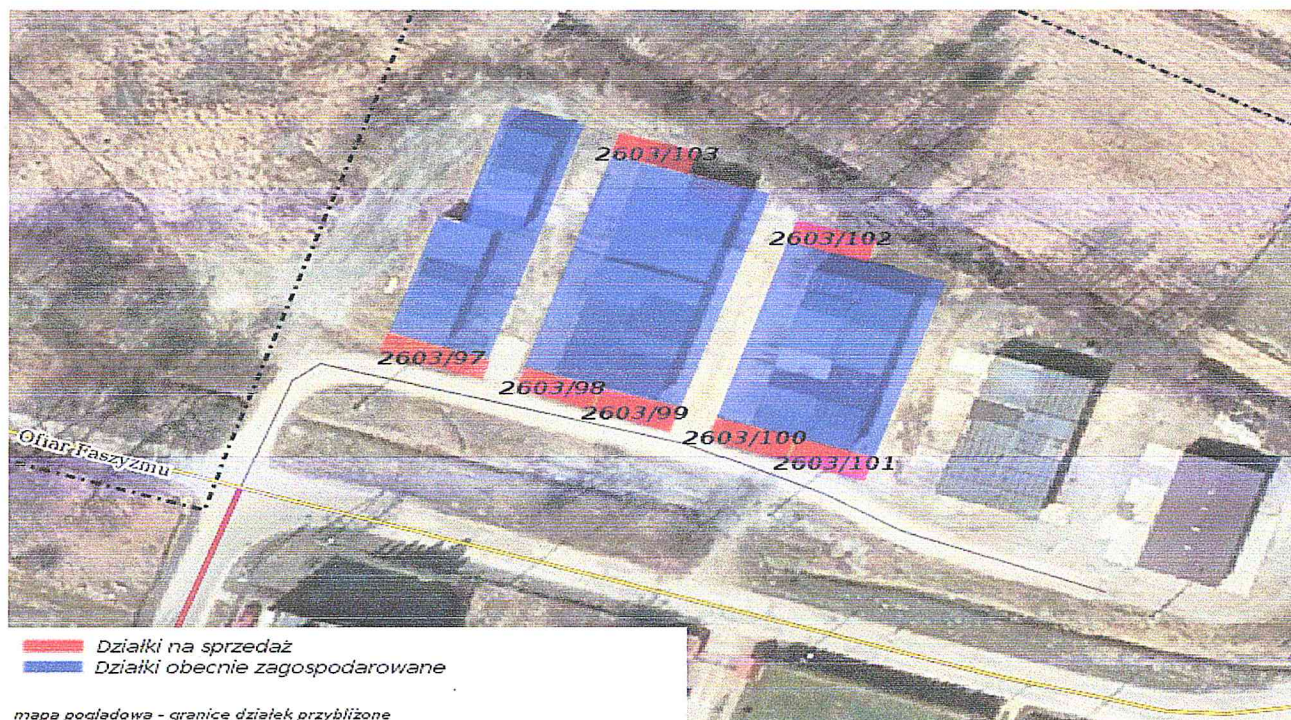 2603/103
2603/102
2603/97
2603/98
2603/99
2603/100
2603/101
Ofiar Faszyzmu
Działki na sprzedaż
Działki obecnie zagospodarowane
mapa poglądowa - granice działek przybliżone